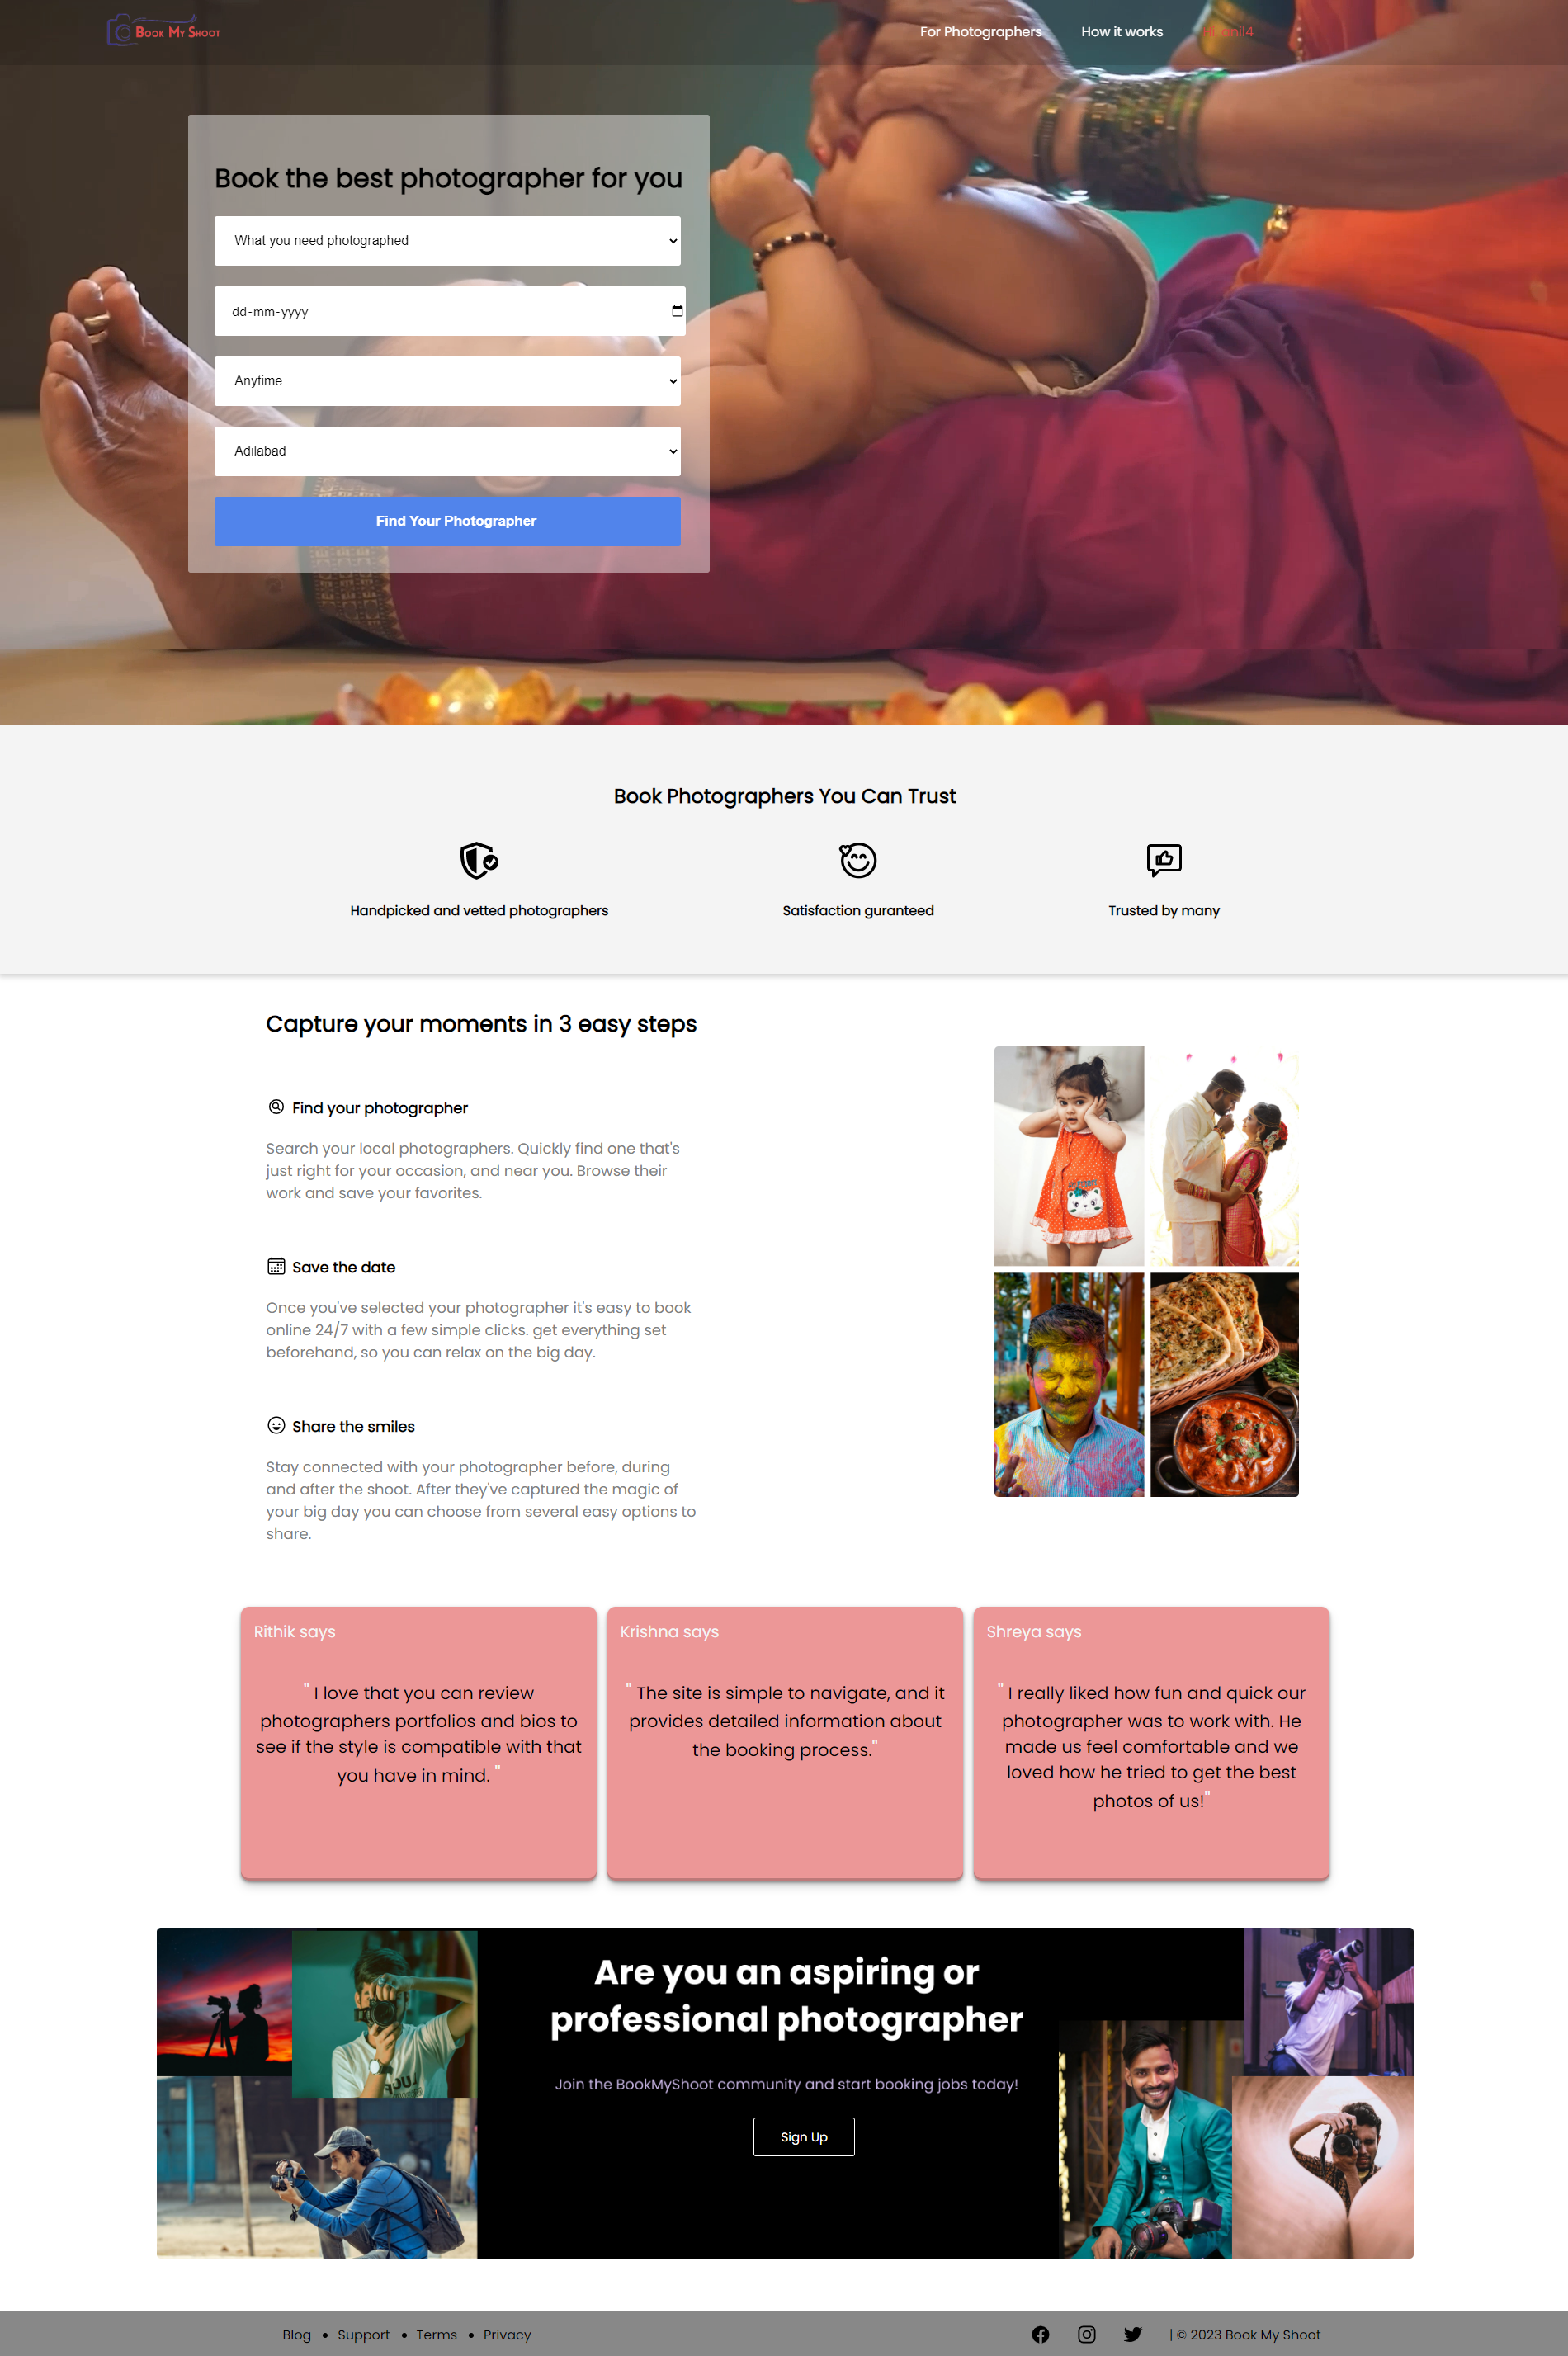 Book My Shoot
For Photographers
How it works
Book the best photographer for you
What you need photographed
dd-mm-yyyy
Anytime
Adilabad
Find Your Photographer
Book Photographers You Can Trust
Handpicked and vetted photographers
Satisfaction guranteed
Trusted by many
Capture your moments in 3 easy steps
Find your photographer
Search your local photographers. Quickly find one that's
just right for your occasion, and near you. Browse their
work and save your favorites.
Save the date
Once you've selected your photographer it's easy to book
online 24/7 with a few simple clicks. get everything set
beforehand, so you can relax on the big day.
Share the smiles
Stay connected with your photographer before, during
and after the shoot. After they've captured the magic of
your big day you can choose from several easy options to
share.
Rithik says
" I love that you can review
photographers portfolios and bios to
see if the style is compatible with that
you have in mind. "
Krishna says
" The site is simple to navigate, and it
provides detailed information about
the booking process."
Shreya says
" I really liked how fun and quick our
photographer was to work with. He
made us feel comfortable and we
loved how he tried to get the best
photos of us!"
Are you an aspiring or
professional photographer
Join the BookMyShoot community and start booking jobs today!
Sign Up
Blog • Support • Terms • Privacy
| © 2023 Book My Shoot